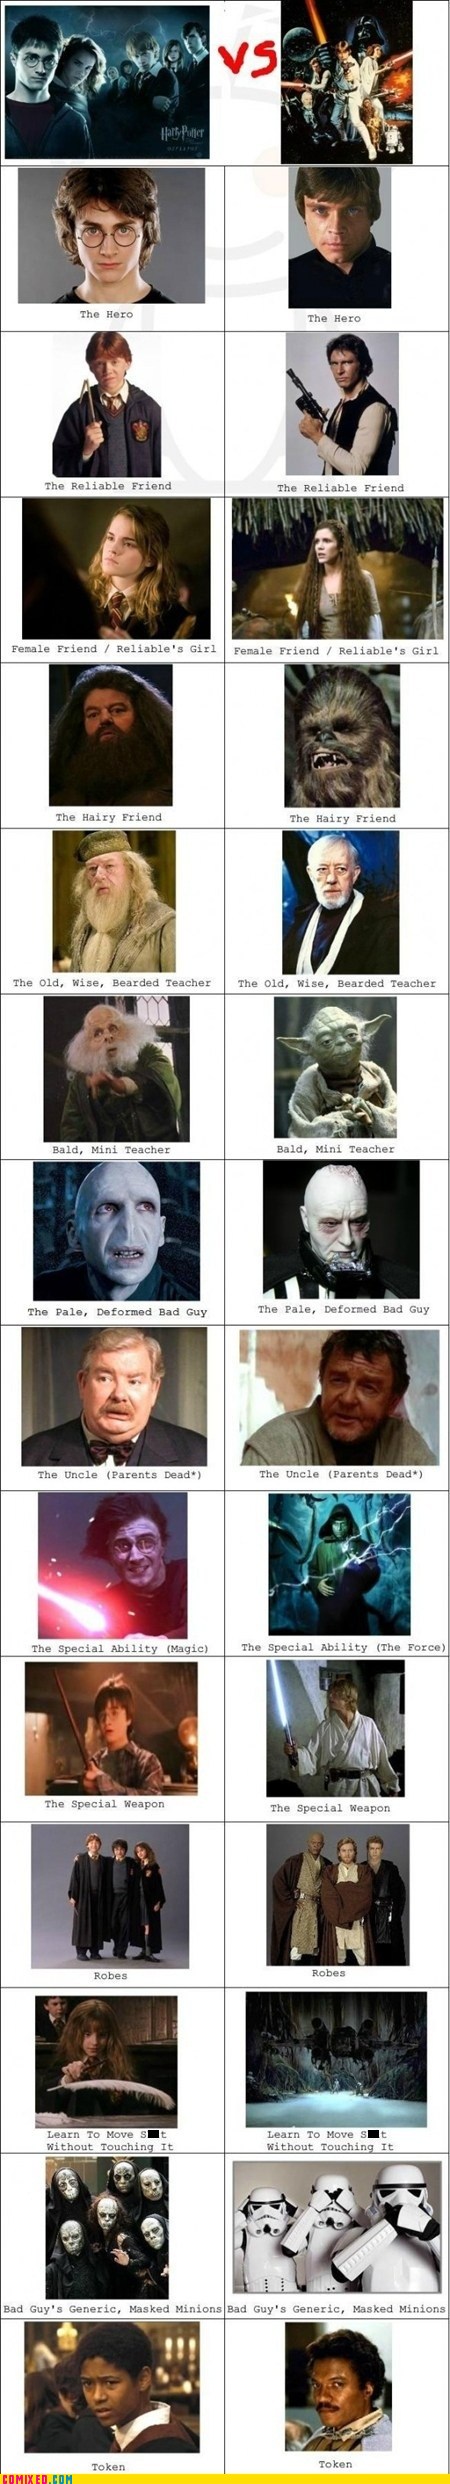 VS
Harry Potter
The Hero
The Hero
The Reliable Friend
The Reliable Friend
Female Friend / Reliable's Girl
Female Friend / Reliable's Girl
The Hairy Friend
The Hairy Friend
The Old, Wise, Bearded Teacher
The Old, Wise, Bearded Teacher
Bald, Mini Teacher
Bald, Mini Teacher
The Pale, Deformed Bad Guy
The Pale, Deformed Bad Guy
The Uncle (Parents Dead*)
The Uncle (Parents Dead*)
The Special Ability (Magic)
The Special Ability (The Force)
The Special Weapon
The Special Weapon
Robes
Robes
Learn To Move S t
Without Touching It
Learn To Move S t
Without Touching It
Bad Guy's Generic, Masked Minions
Bad Guy's Generic, Masked Minions
Token
Token
COMIXED.COM